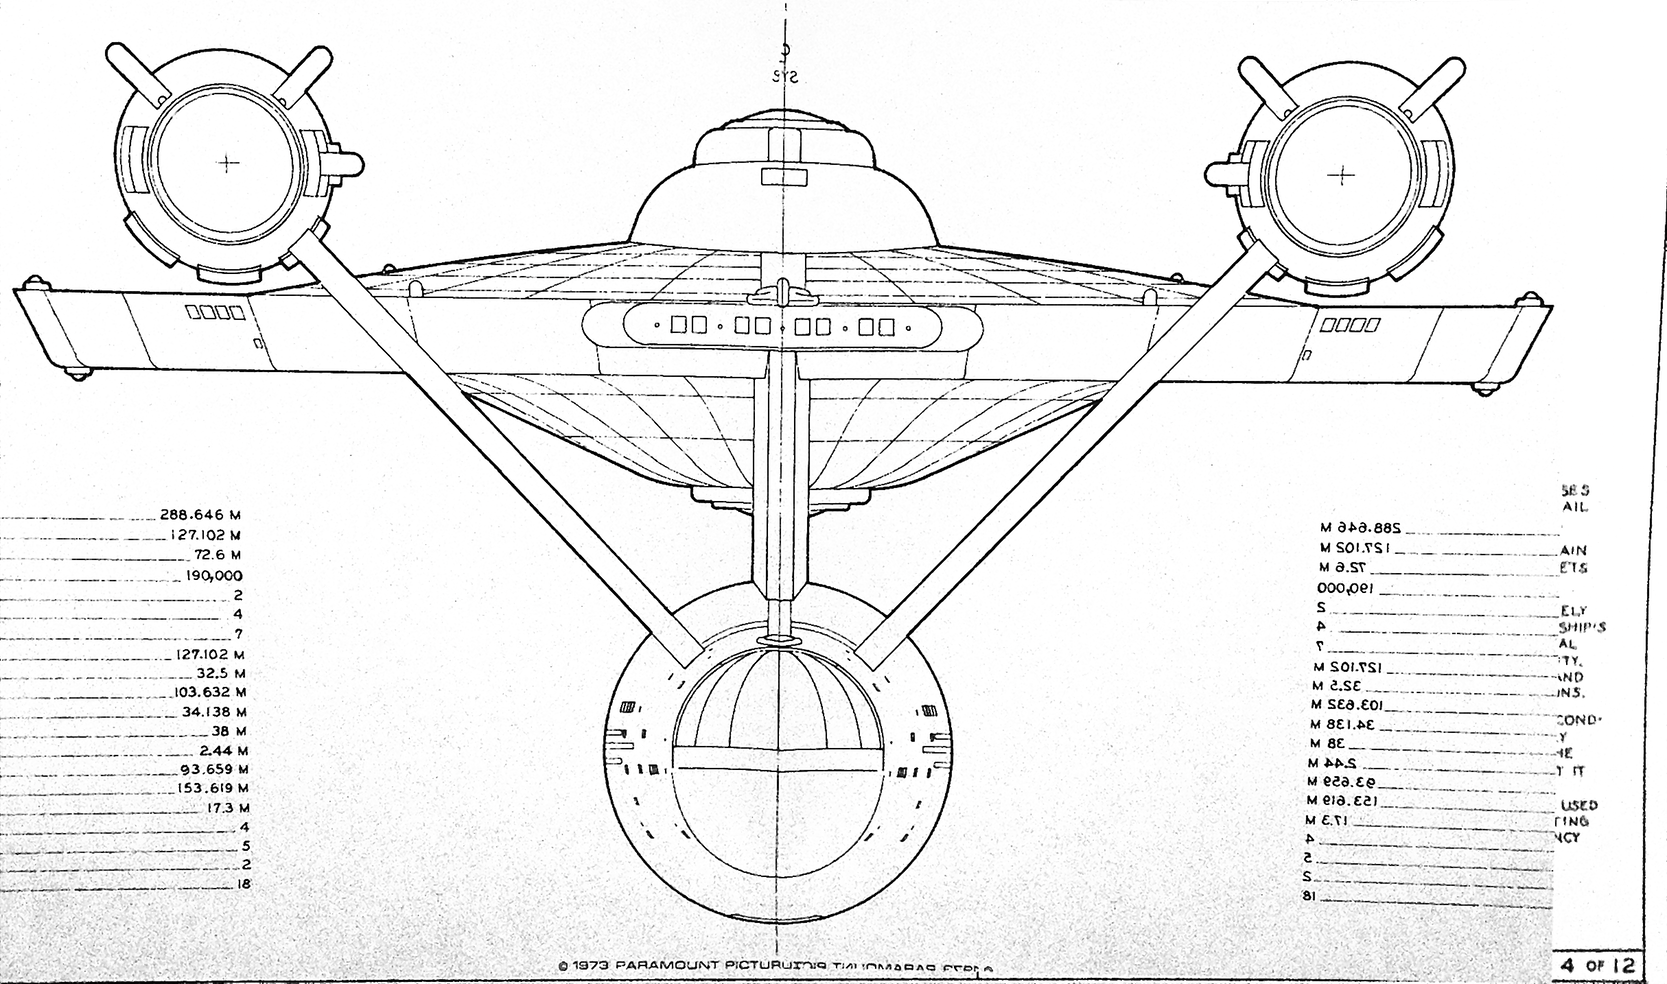 288.646 M
127.102 M
72.6 M
190,000
2
4
7
127.102 M
32.5 M
103.632 M
34.138 M
38 M
2.44 M
93.659 M
153.619 M
17.3 M
4
5
2
18
288.646 M
127.102 M
72.6 M
190,000
2
4
7
127.102 M
32.5 M
103.632 M
34.138 M
38 M
2.44 M
93.659 M
153.619 M
17.3 M
4
5
2
18
SES
AIL
AIN
ETS
ELY
SHIP'S
AL
TY.
AND
INS.
COND-
Y
HE
T IT
USED
TING
NCY
© 1973 PARAMOUNT
4 OF 12